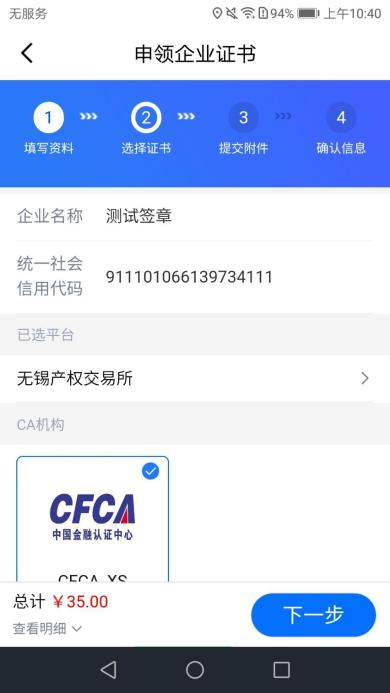 无服务 94% 上午10:40
申领企业证书
1 2 3 4
填写资料 选择证书 提交附件 确认信息
企业名称 测试签章
统一社会
信用代码 911101066139734111
已选平台
无锡产权交易所
CA机构
CFCA
中国金融认证中心
CFCA XS
总计 ¥35.00
查看明细
下一步